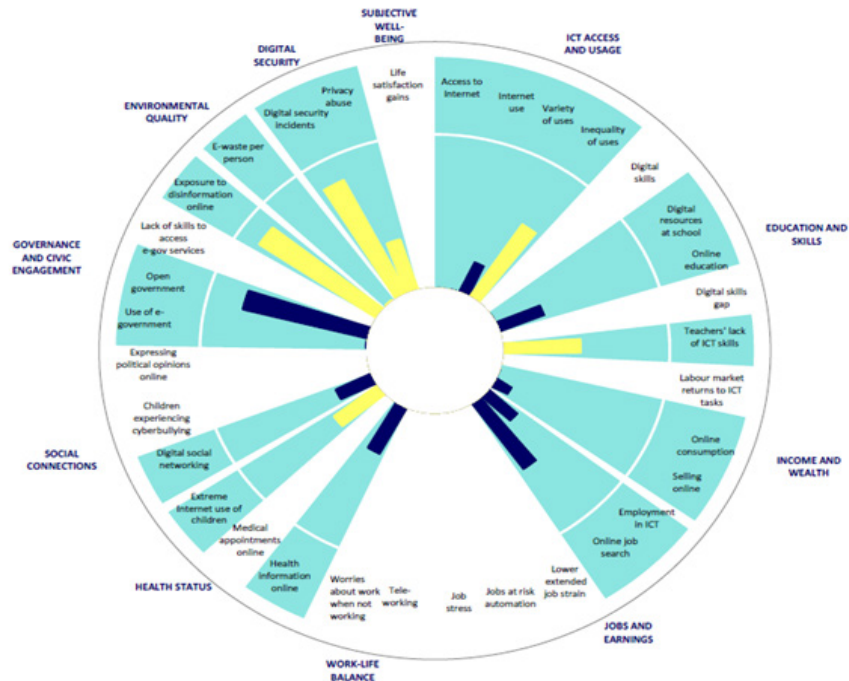 SUBJECTIVE
WELL-
BEING
Life
satisfaction
gains
ICT ACCESS
AND USAGE
Access to
Internet
Internet
use
Variety
of uses
Inequality
of uses
EDUCATION AND
SKILLS
Digital
skills
Digital
resources
at school
Online
education
Digital skills
gap
Teachers' lack
of ICT skills
INCOME AND
WEALTH
Labour market
returns to ICT
tasks
Online
consumption
Selling
online
JOBS AND
EARNINGS
Employment
in ICT
Online job
search
Lower
extended
job strain
Jobs at risk
automation
Job
stress
WORK-LIFE
BALANCE
Tele-
working
Worries
about work
when not
working
HEALTH STATUS
Health
information
online
Medical
appointments
online
Extreme
Internet use of
children
SOCIAL
CONNECTIONS
Digital social
networking
Children
experiencing
cyberbullying
GOVERNANCE
AND CIVIC
ENGAGEMENT
Expressing
political opinions
online
Use of e-
government
Open
government
Lack of skills to
access
e-gov services
Exposure to
disinformation
online
ENVIRONMENTAL
QUALITY
E-waste per
person
DIGITAL
SECURITY
Digital security
incidents
Privacy
abuse